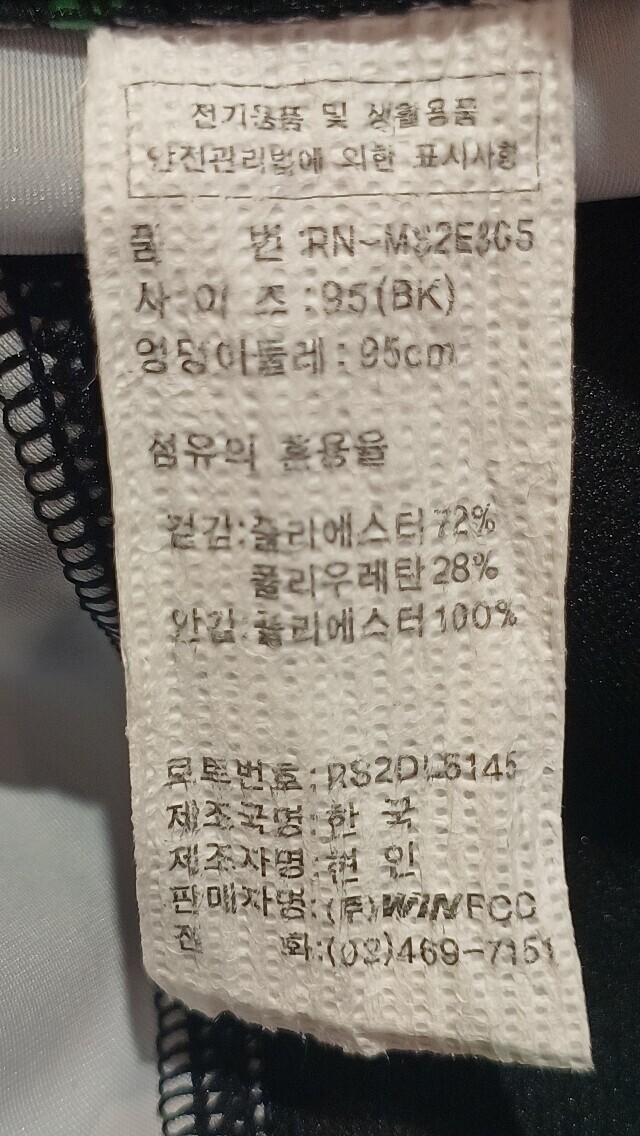 전기용품 및 생활용품
안전관리법에 의한 표시사항
품 번 :RN-MS2E3G5
사 이 즈 :95(BK)
엉덩이둘레 : 95cm
섬유의 혼용율
겉감:폴리에스터 72%
폴리우레탄 28%
안감:폴리에스터 100%
로트번호:
제조국명:한 국
제조자명:현 인
판매자명:(주)WIN FCC
전 화:(02)469-7151